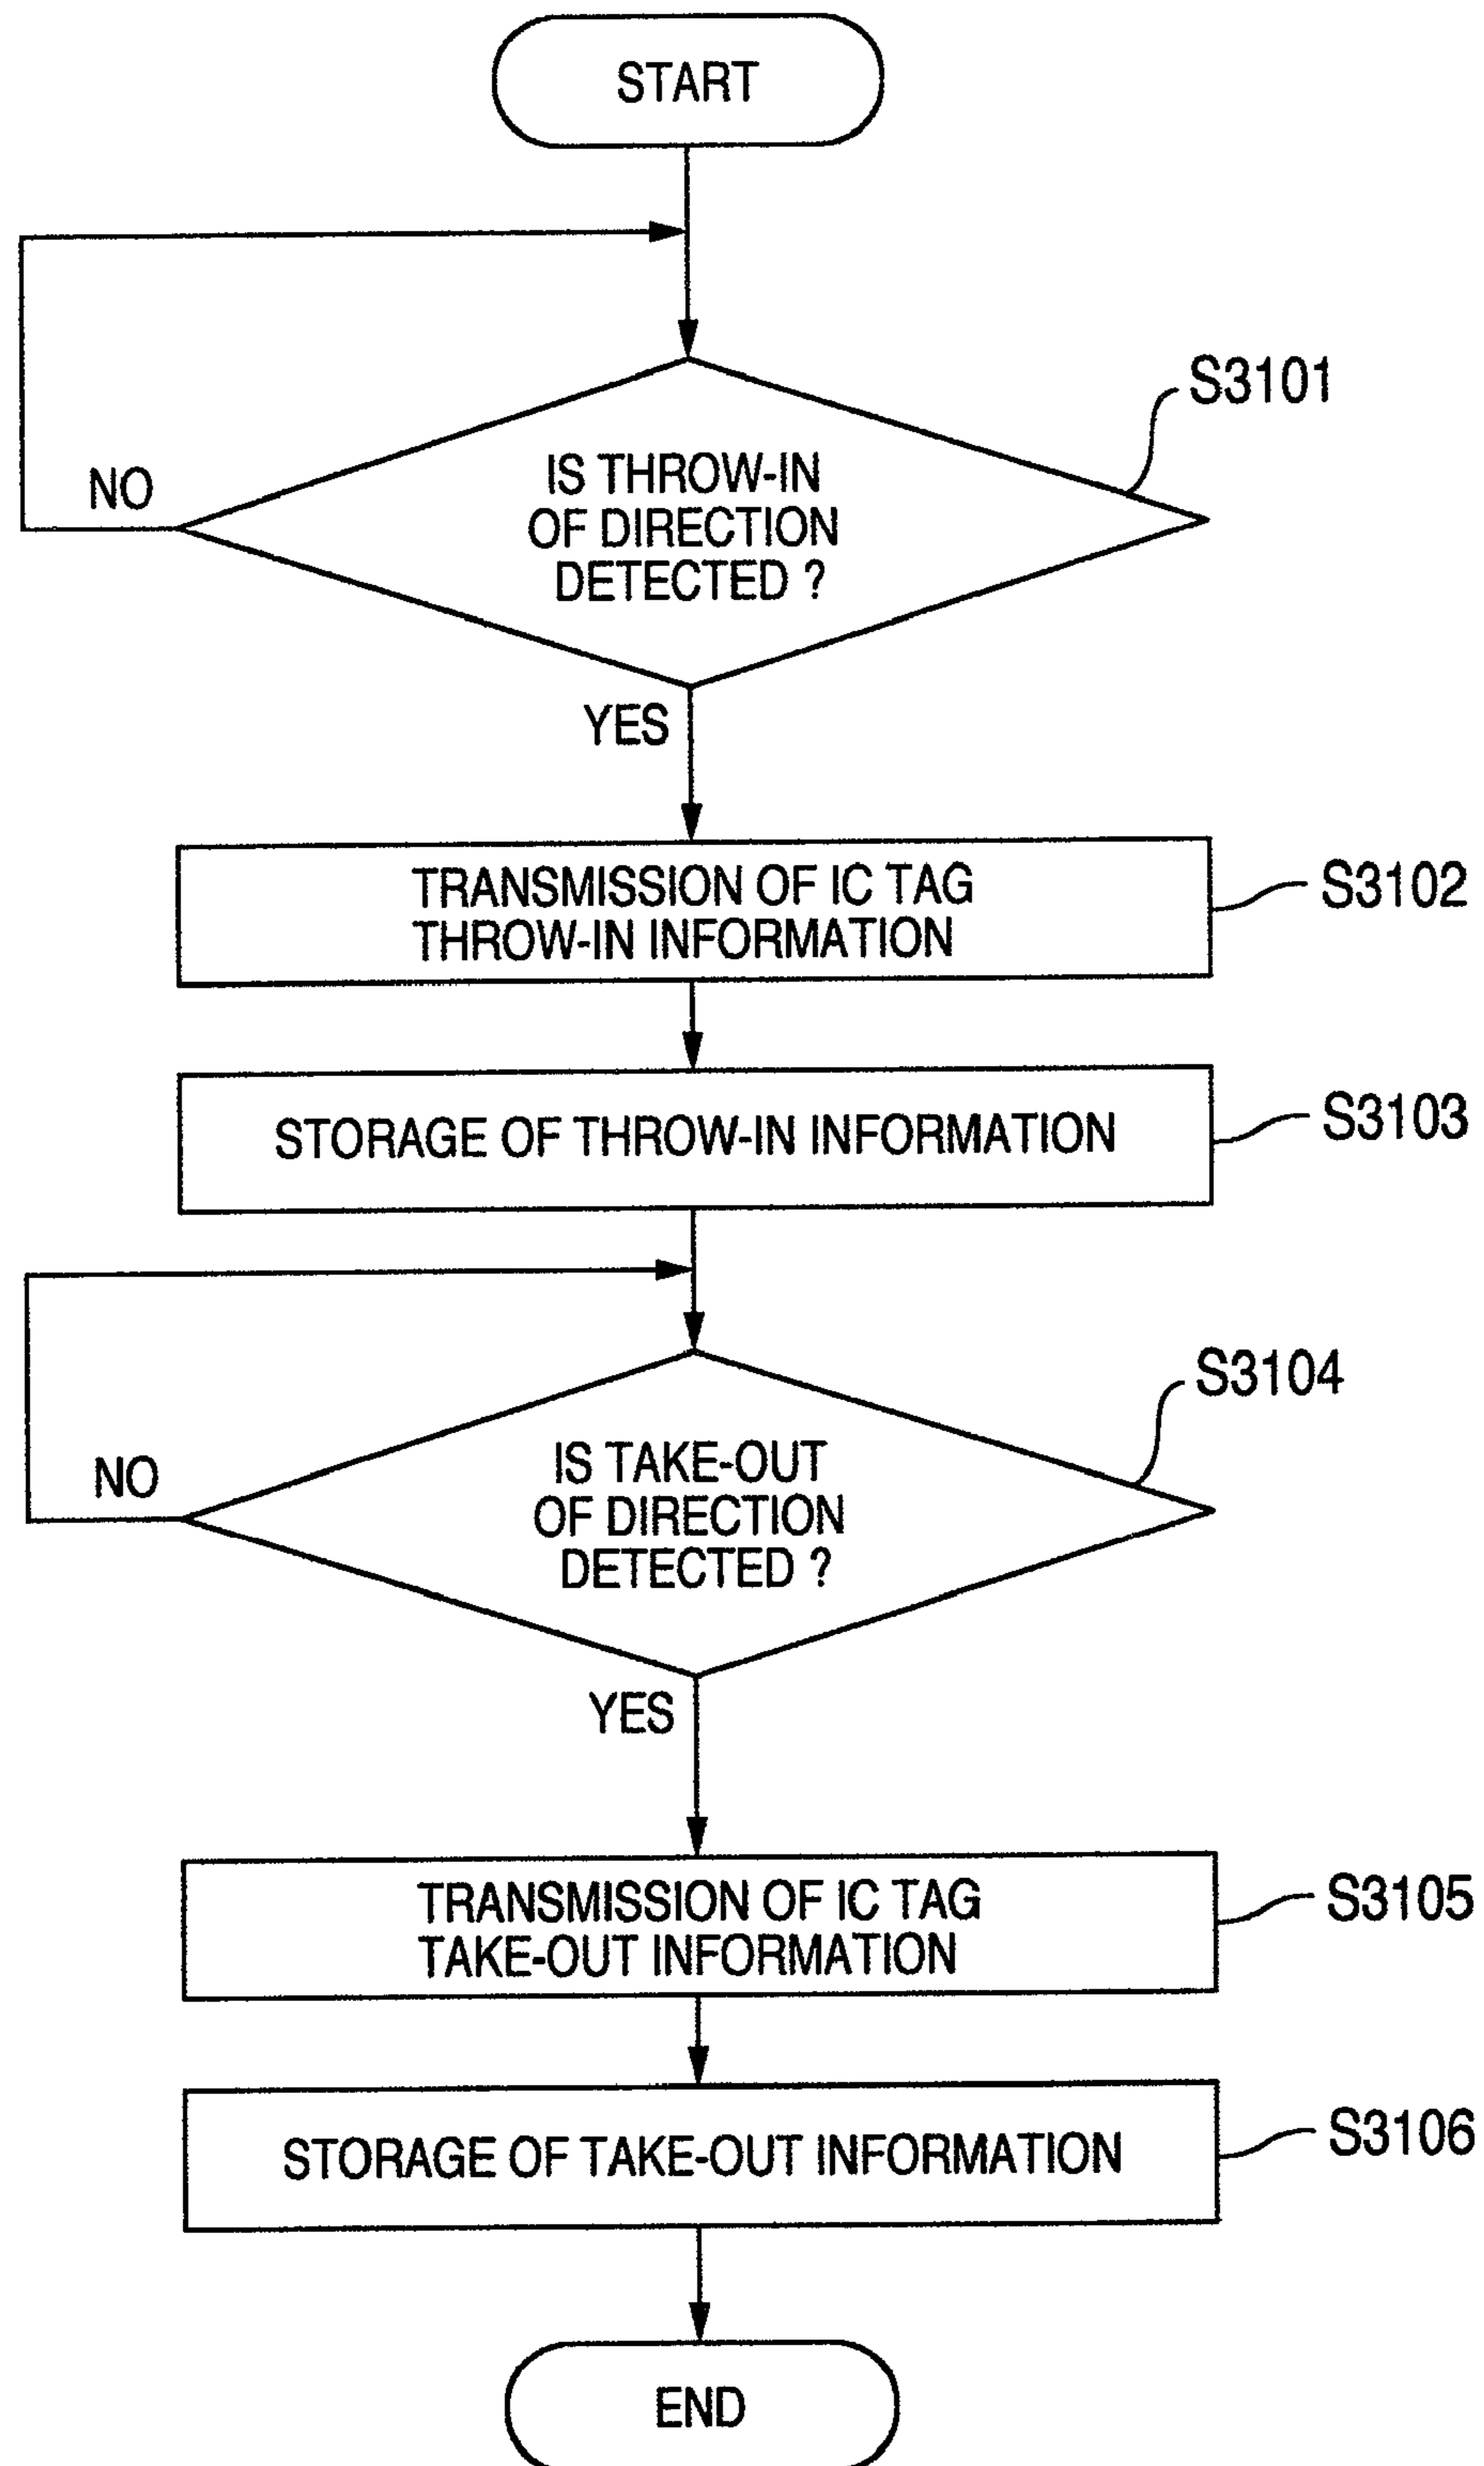 START
S3101
NO
IS THROW-IN
OF DIRECTION
DETECTED ?
YES
TRANSMISSION OF IC TAG
THROW-IN INFORMATION
S3102
STORAGE OF THROW-IN INFORMATION
S3103
S3104
NO
IS TAKE-OUT
OF DIRECTION
DETECTED ?
YES
TRANSMISSION OF IC TAG
TAKE-OUT INFORMATION
S3105
STORAGE OF TAKE-OUT INFORMATION
S3106
END